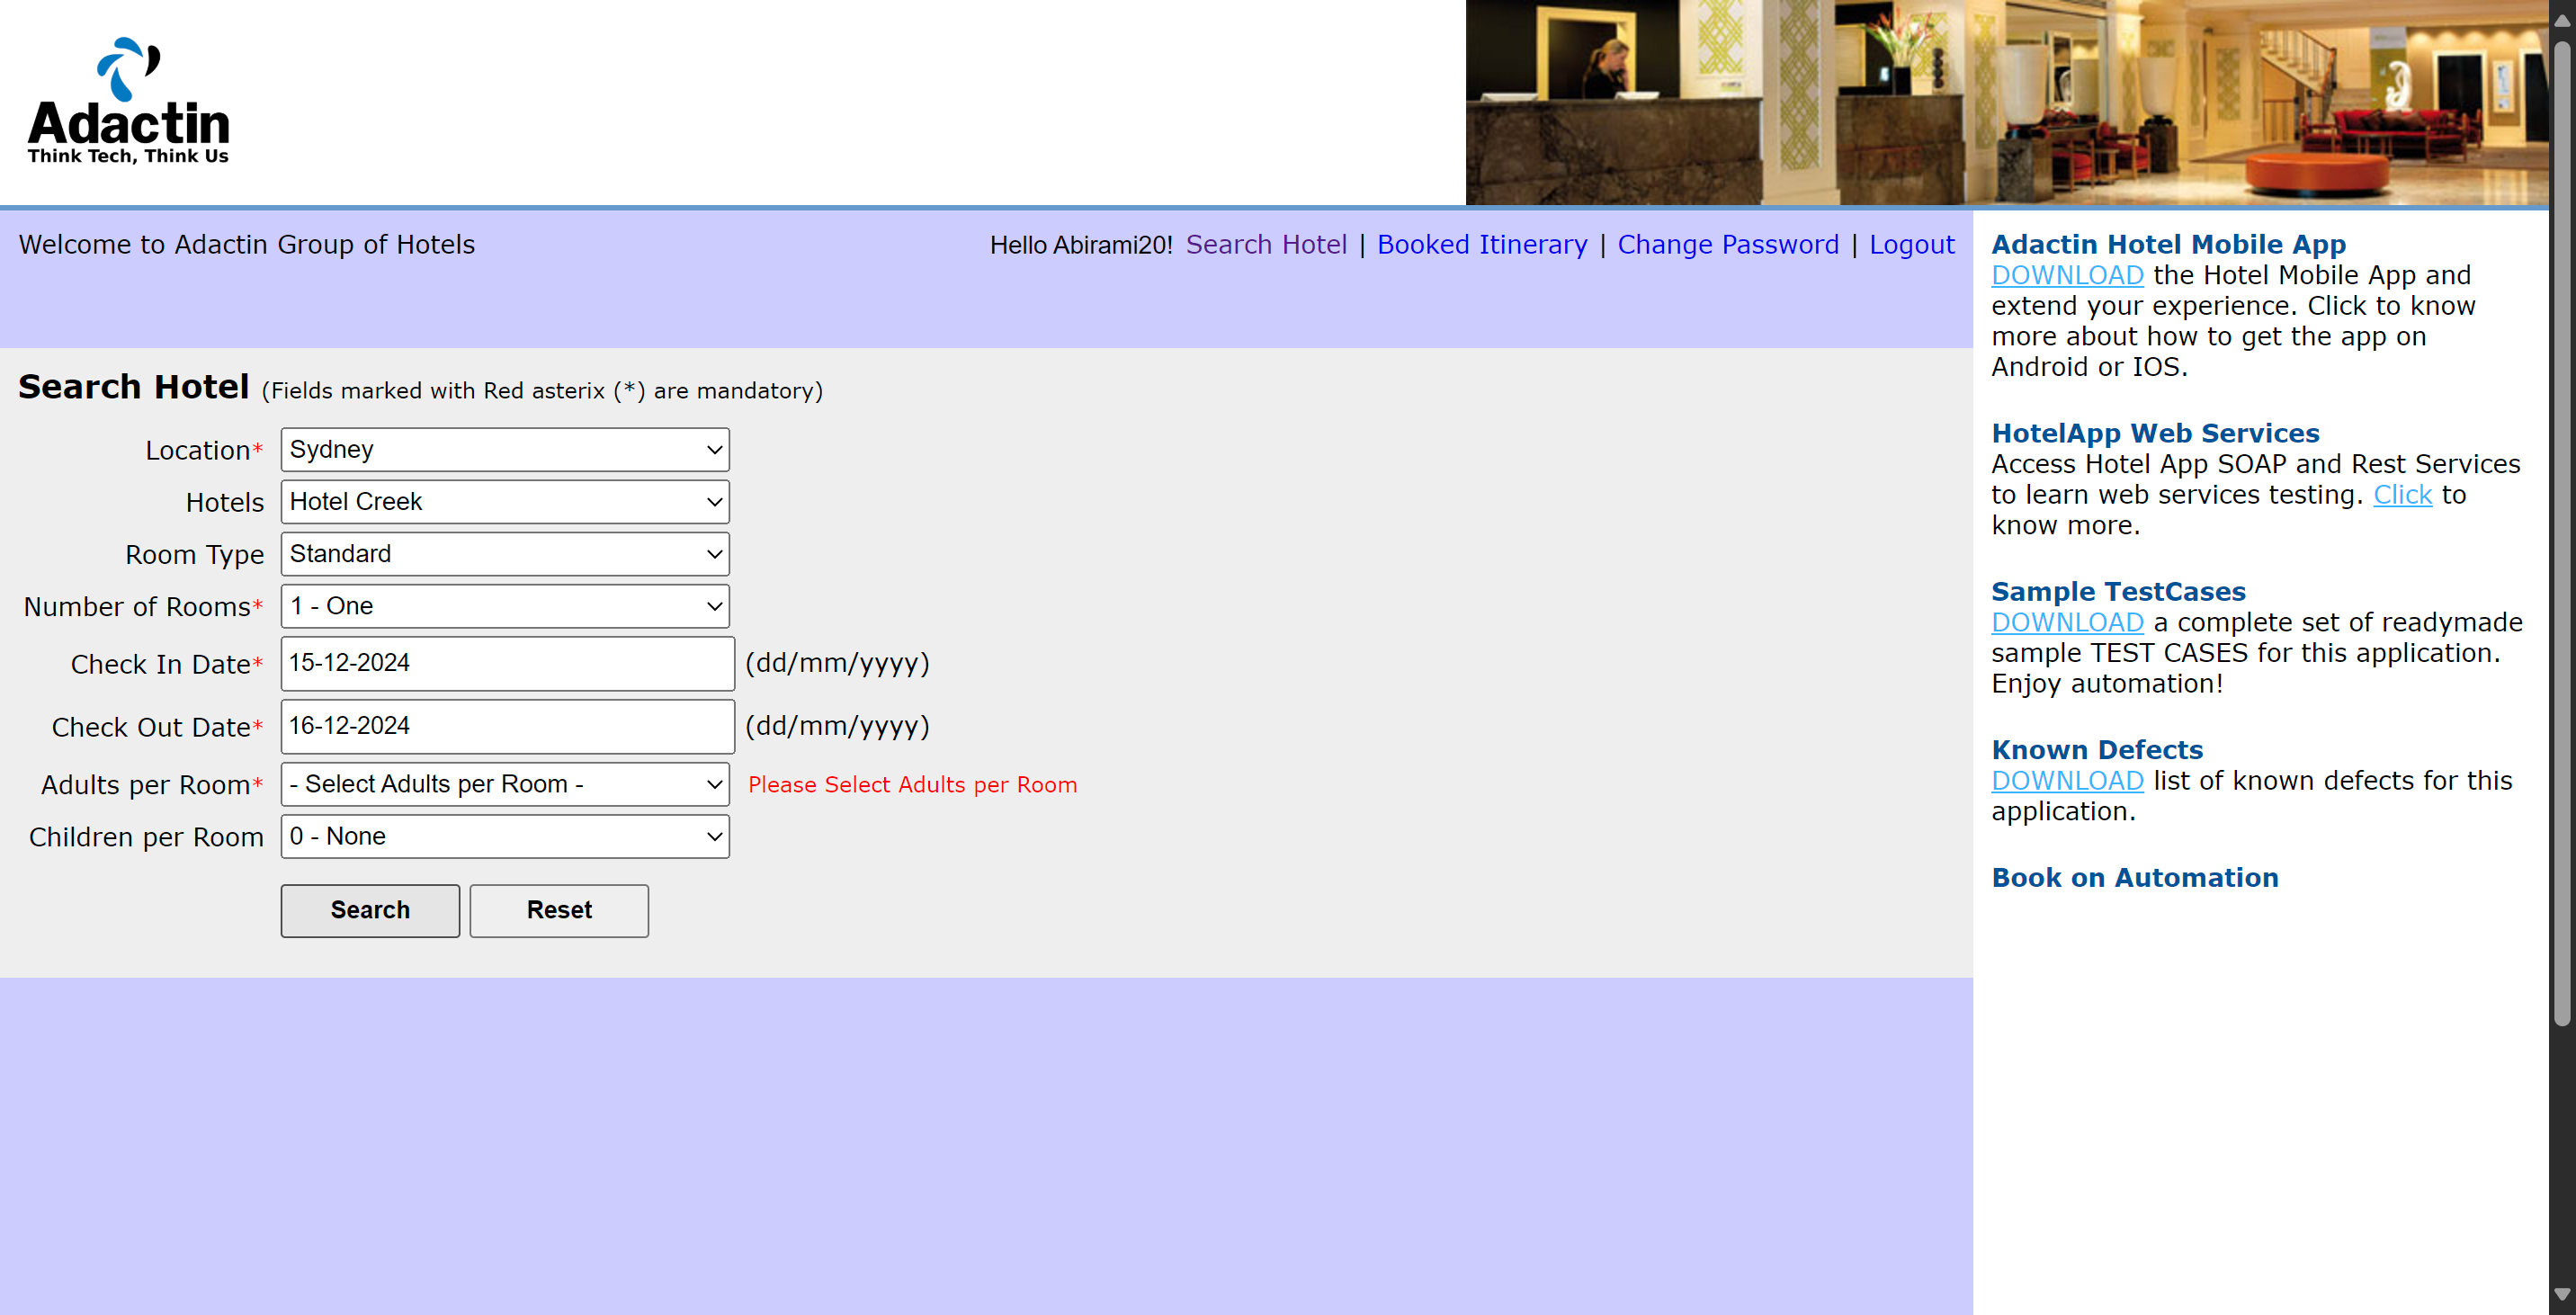 Adactin
Think Tech, Think Us
Welcome to Adactin Group of Hotels
Hello Abirami20! Search Hotel | Booked Itinerary | Change Password | Logout
Search Hotel (Fields marked with Red asterix (*) are mandatory)
Location* Sydney
Hotels Hotel Creek
Room Type Standard
Number of Rooms* 1 - One
Check In Date* 15-12-2024 (dd/mm/yyyy)
Check Out Date* 16-12-2024 (dd/mm/yyyy)
Adults per Room* - Select Adults per Room - Please Select Adults per Room
Children per Room 0 - None
Search Reset
Adactin Hotel Mobile App
DOWNLOAD the Hotel Mobile App and
extend your experience. Click to know
more about how to get the app on
Android or IOS.
HotelApp Web Services
Access Hotel App SOAP and Rest Services
to learn web services testing. Click to
know more.
Sample TestCases
DOWNLOAD a complete set of readymade
sample TEST CASES for this application.
Enjoy automation!
Known Defects
DOWNLOAD list of known defects for this
application.
Book on Automation